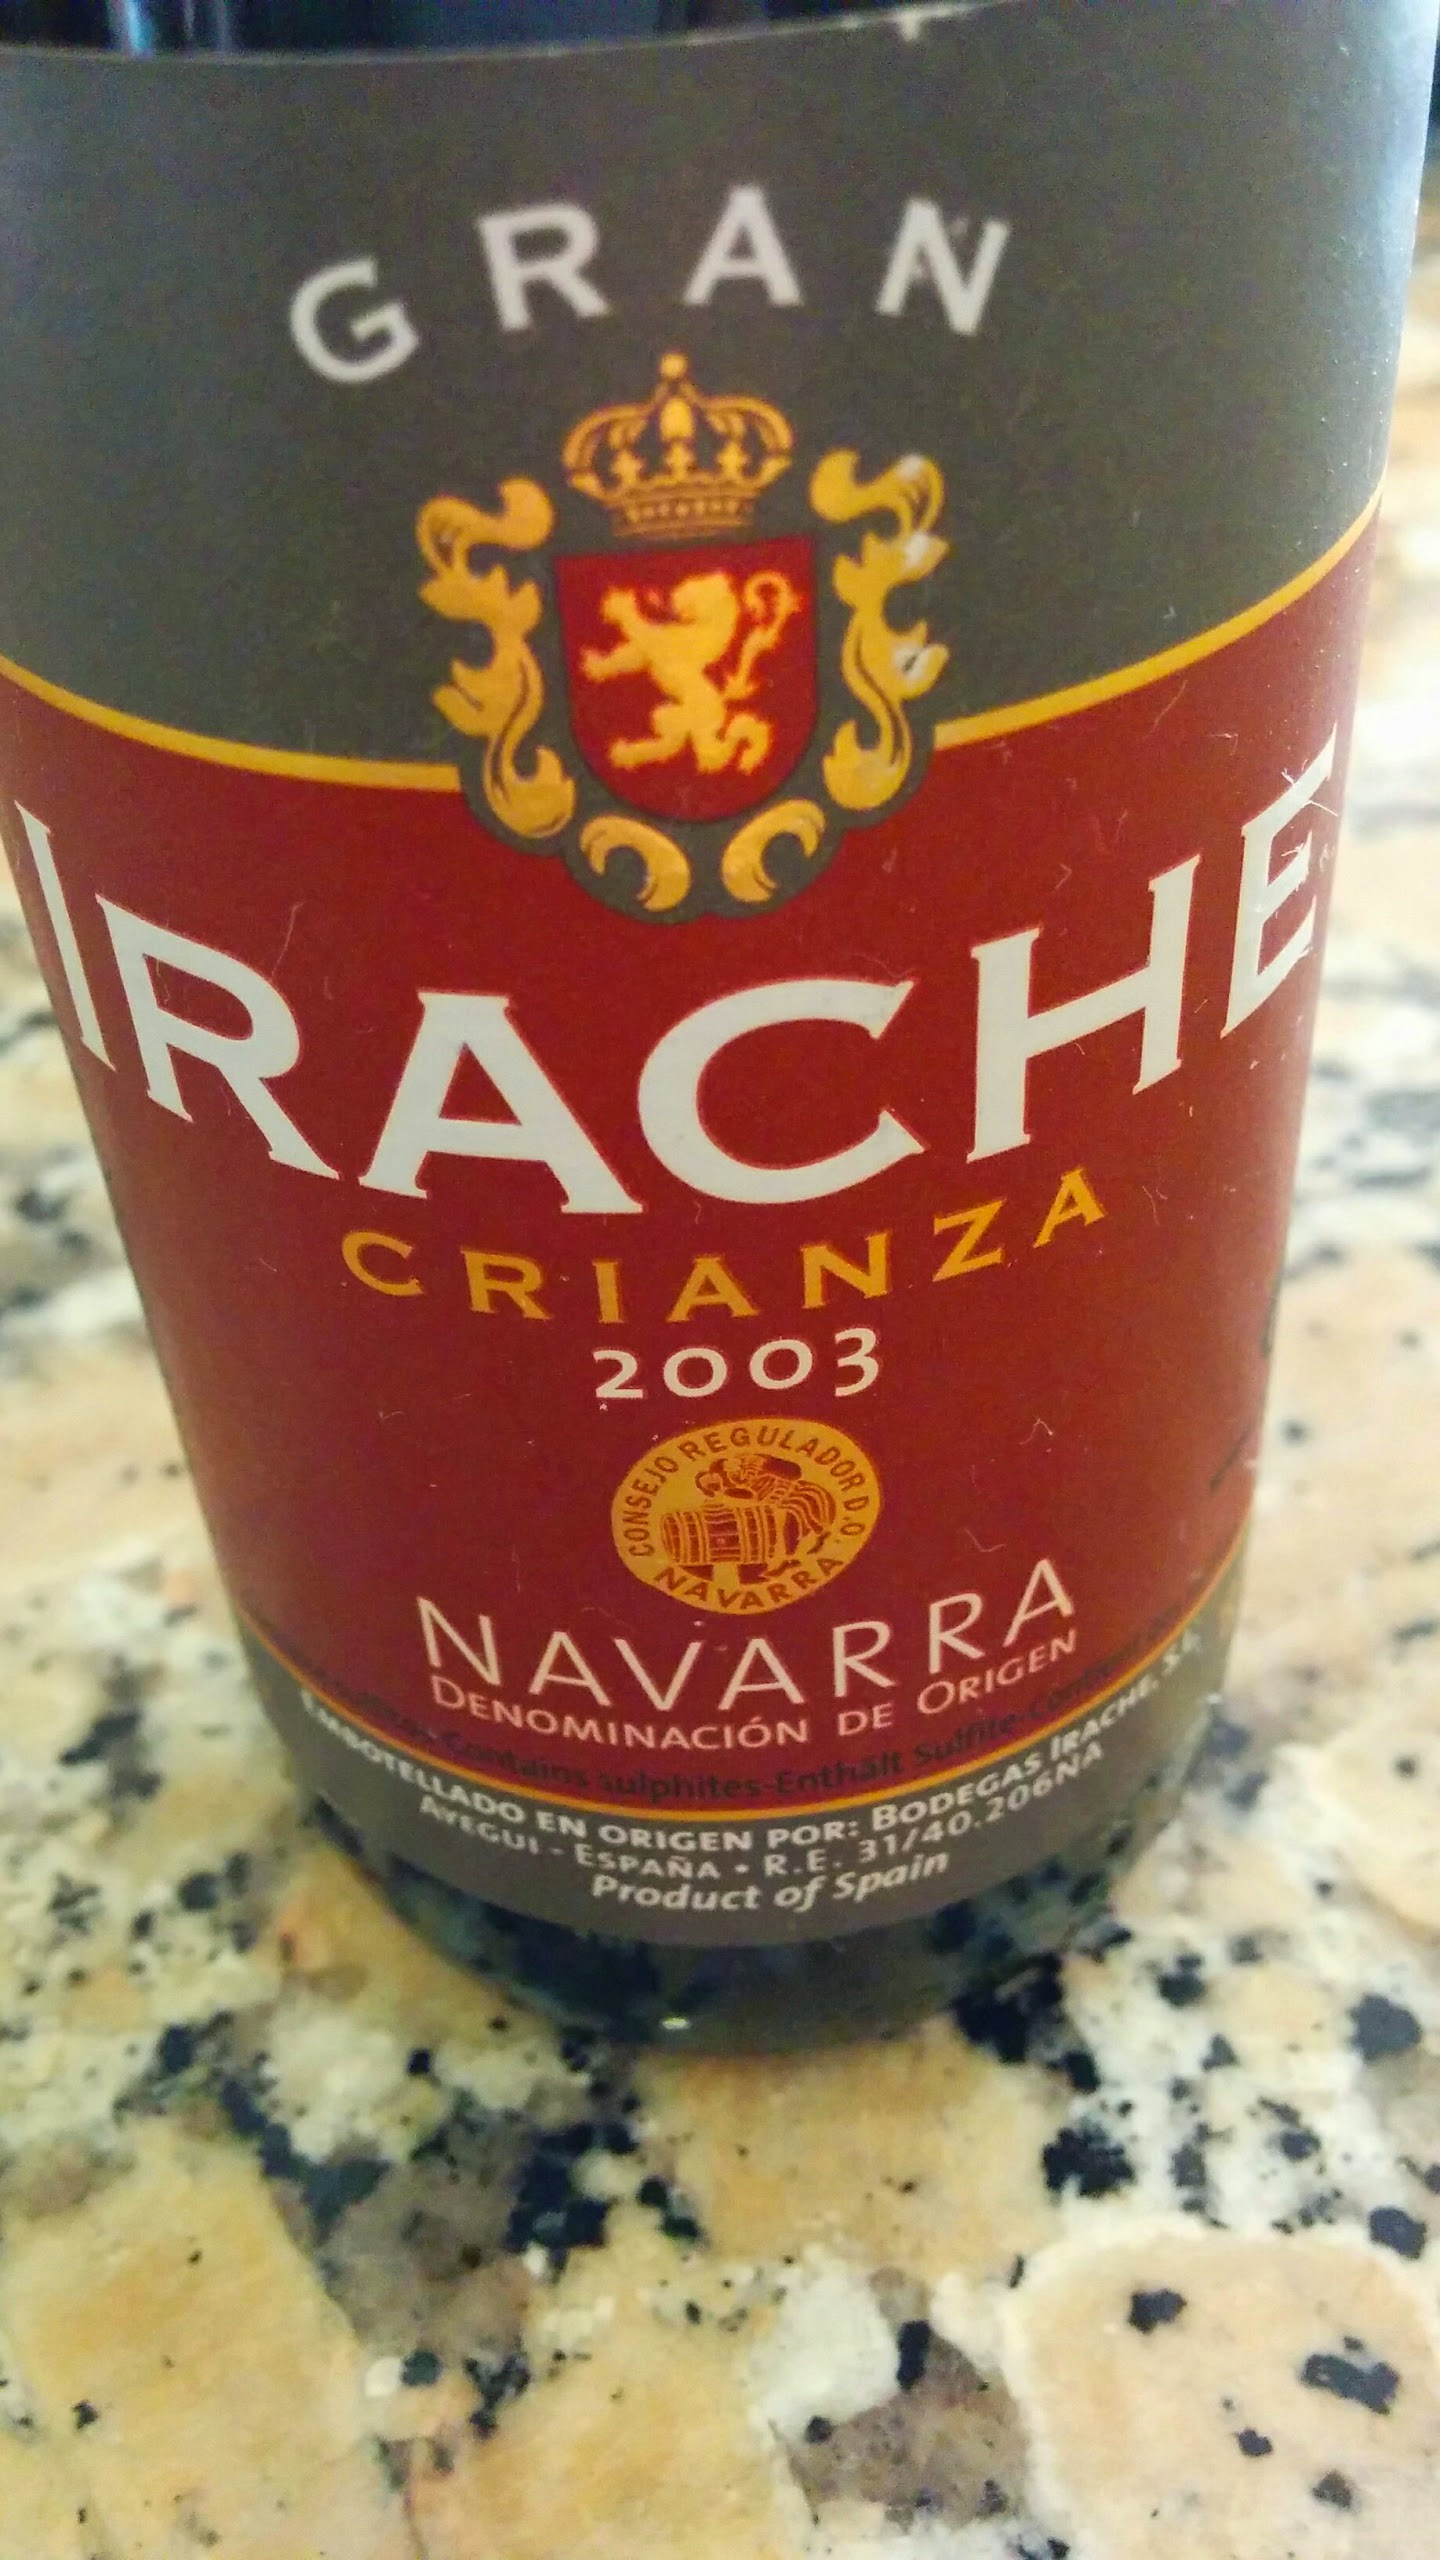 GRAN
IRACHE
CRIANZA
2003
CONSEJO REGULADOR D.O.
NAVARRA
NAVARRA
DENOMINACIÓN DE ORIGEN
Contains sulphites-Enthält Sulfite-
EMBOTELLADO EN ORIGEN POR: BODEGAS IRACHE, S.L.
AYEGUI - ESPAÑA • R.E. 31/40.206NA
Product of Spain